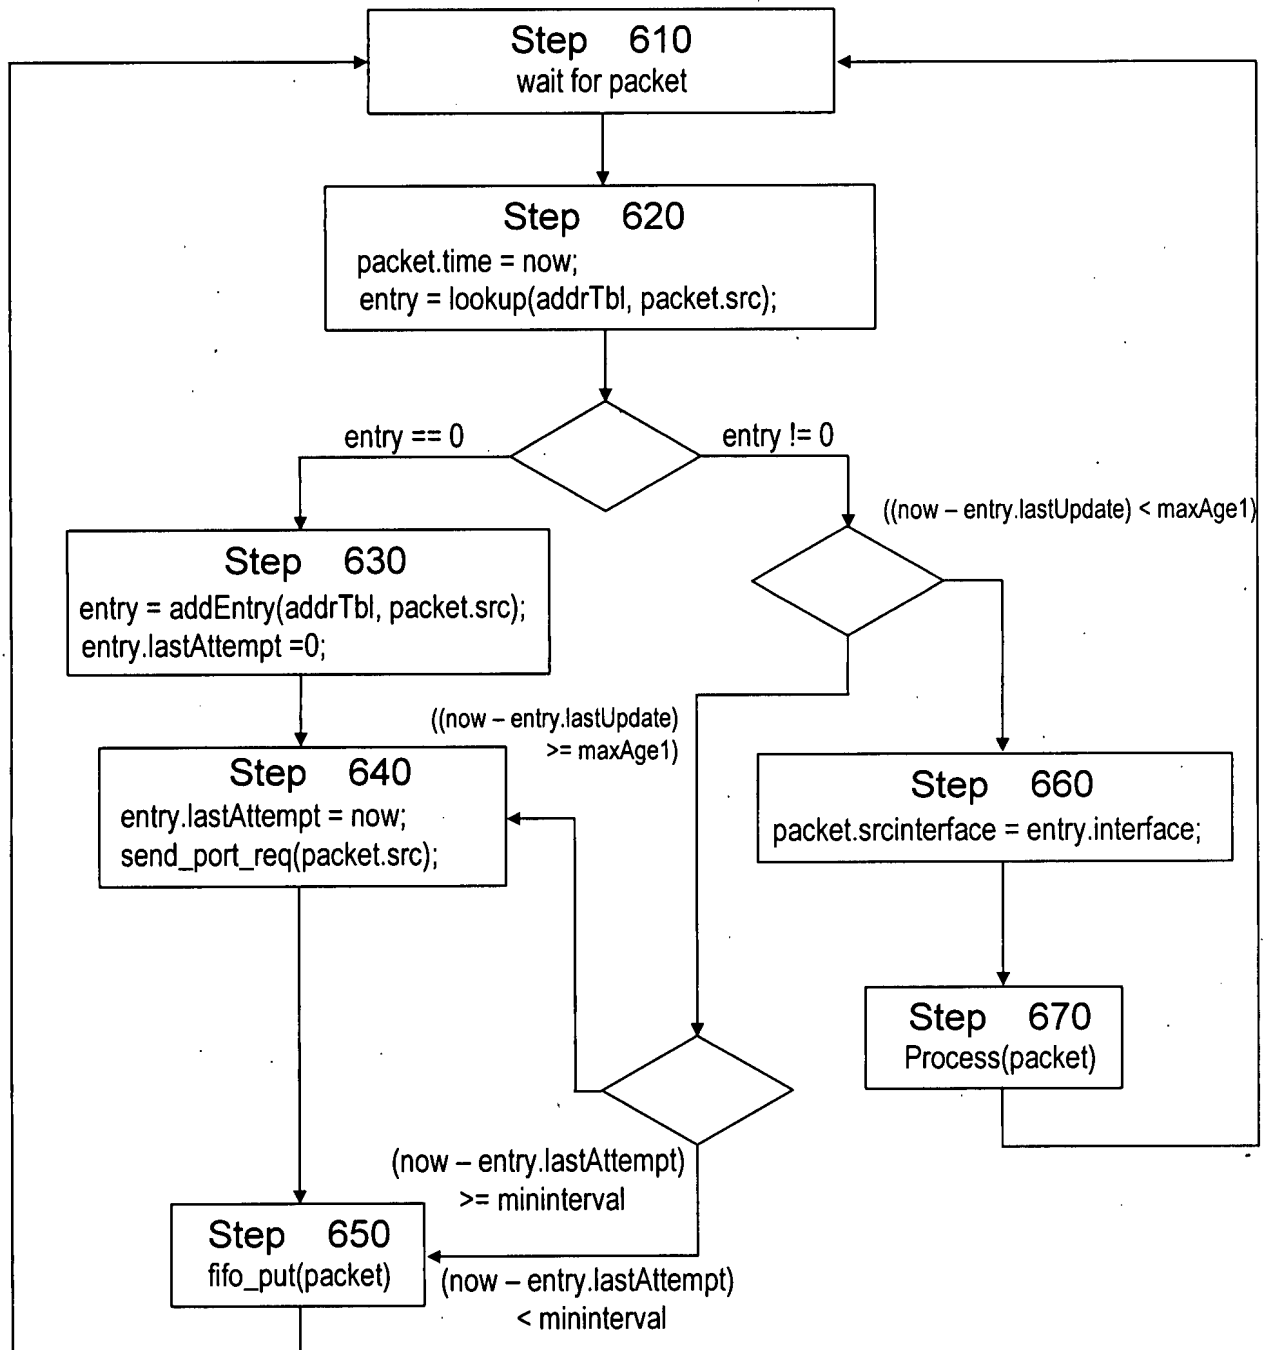 Step 610
wait for packet
Step 620
packet.time = now;
entry = lookup(addrTbl, packet.src);
entry == 0
entry != 0
((now – entry.lastUpdate) < maxAge1)
Step 630
entry = addEntry(addrTbl, packet.src);
entry.lastAttempt =0;
((now – entry.lastUpdate)
>= maxAge1)
Step 640
entry.lastAttempt = now;
send_port_req(packet.src);
Step 660
packet.srcinterface = entry.interface;
Step 670
Process(packet)
(now – entry.lastAttempt)
>= mininterval
Step 650
fifo_put(packet)
(now – entry.lastAttempt)
< mininterval